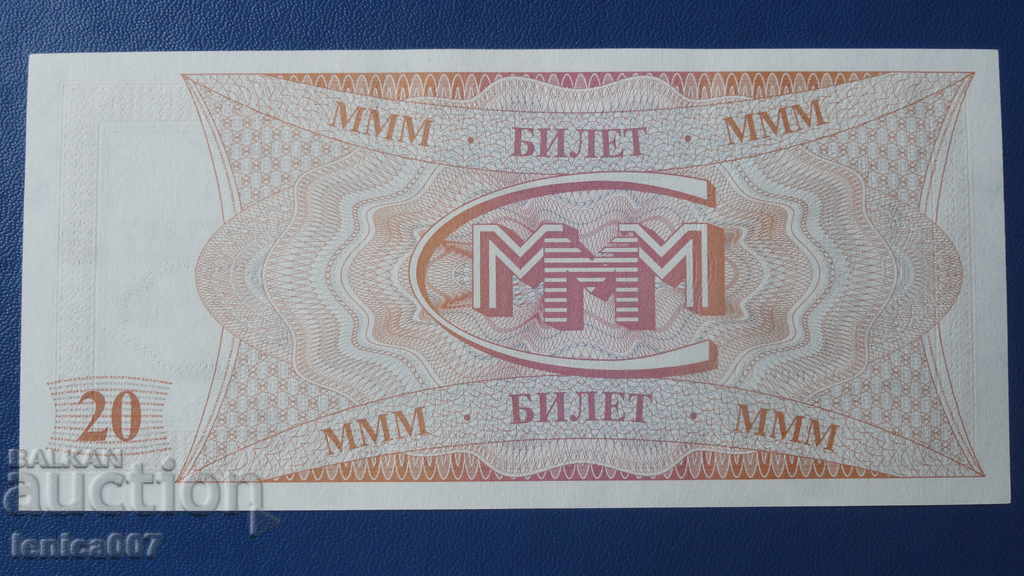 МММ · БИЛЕТ · МММ
МММ
20
МММ · БИЛЕТ · МММ
BALKAN
auction
lenica007